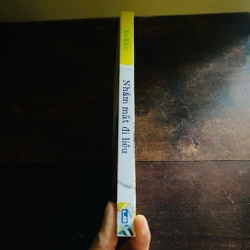 Nhắm mắt đi liều